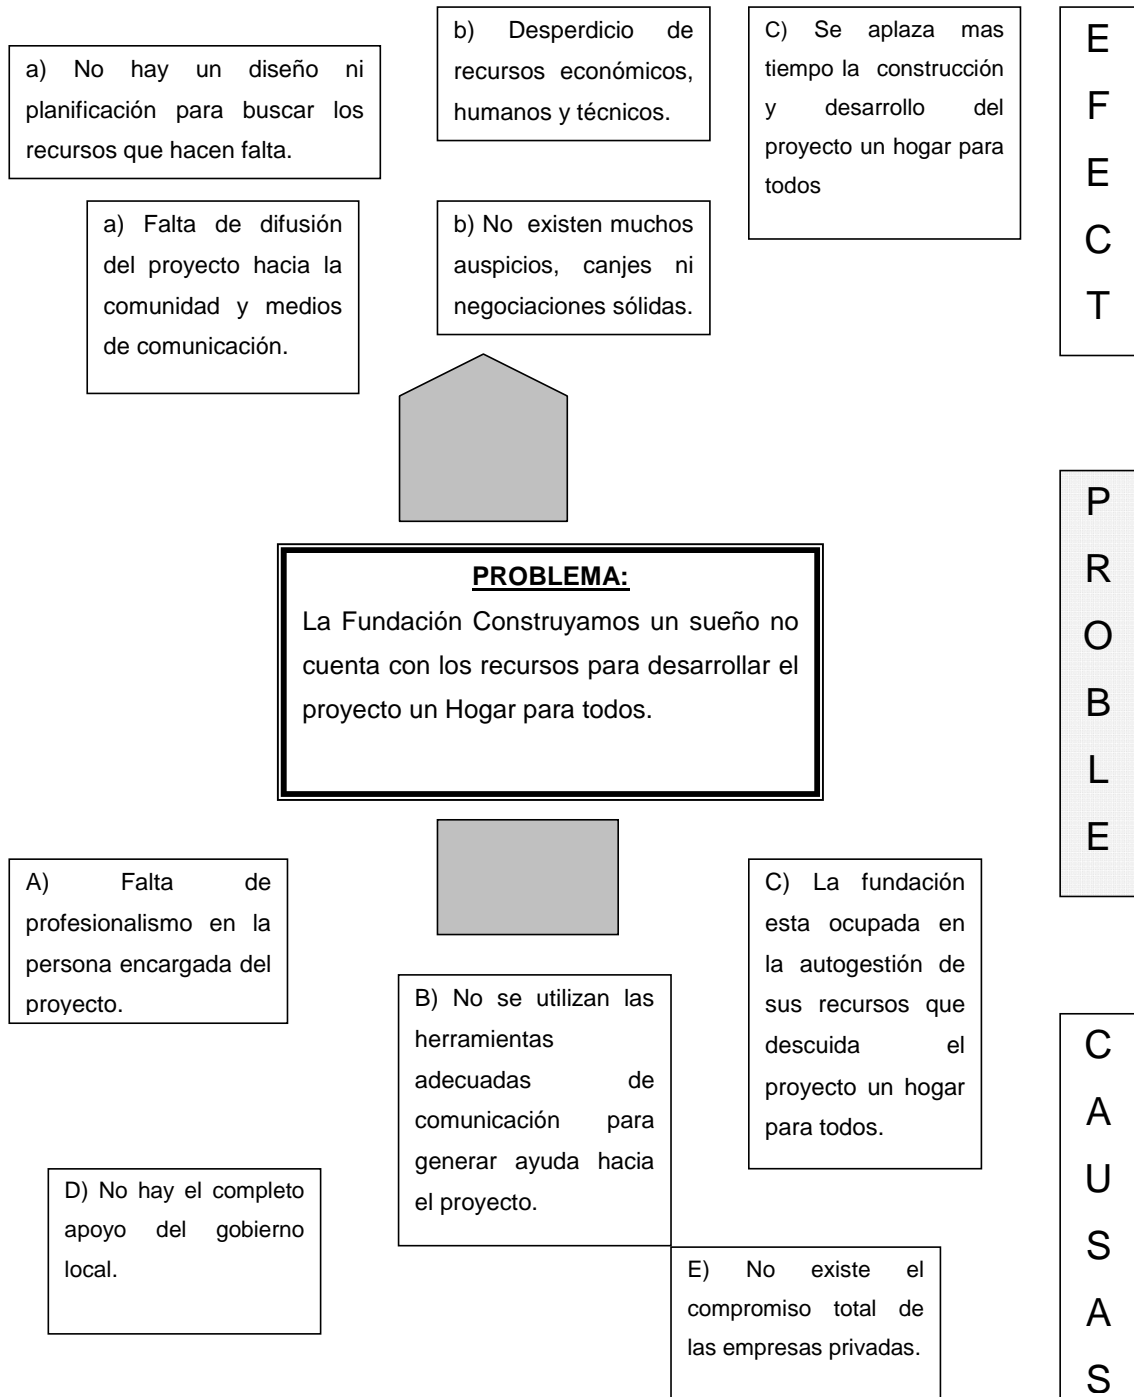 a) No hay un diseño ni
planificación para buscar los
recursos que hacen falta.
b) Desperdicio de
recursos económicos,
humanos y técnicos.
C) Se aplaza mas
tiempo la construcción
y desarrollo del
proyecto un hogar para
todos
a) Falta de difusión
del proyecto hacia la
comunidad y medios
de comunicación.
b) No existen muchos
auspicios, canjes ni
negociaciones sólidas.
E
F
E
C
T
PROBLEMA:
La Fundación Construyamos un sueño no
cuenta con los recursos para desarrollar el
proyecto un Hogar para todos.
P
R
O
B
L
E
A) Falta de
profesionalismo en la
persona encargada del
proyecto.
B) No se utilizan las
herramientas
adecuadas de
comunicación para
generar ayuda hacia
el proyecto.
C) La fundación
esta ocupada en
la autogestión de
sus recursos que
descuida el
proyecto un hogar
para todos.
D) No hay el completo
apoyo del gobierno
local.
E) No existe el
compromiso total de
las empresas privadas.
C
A
U
S
A
S